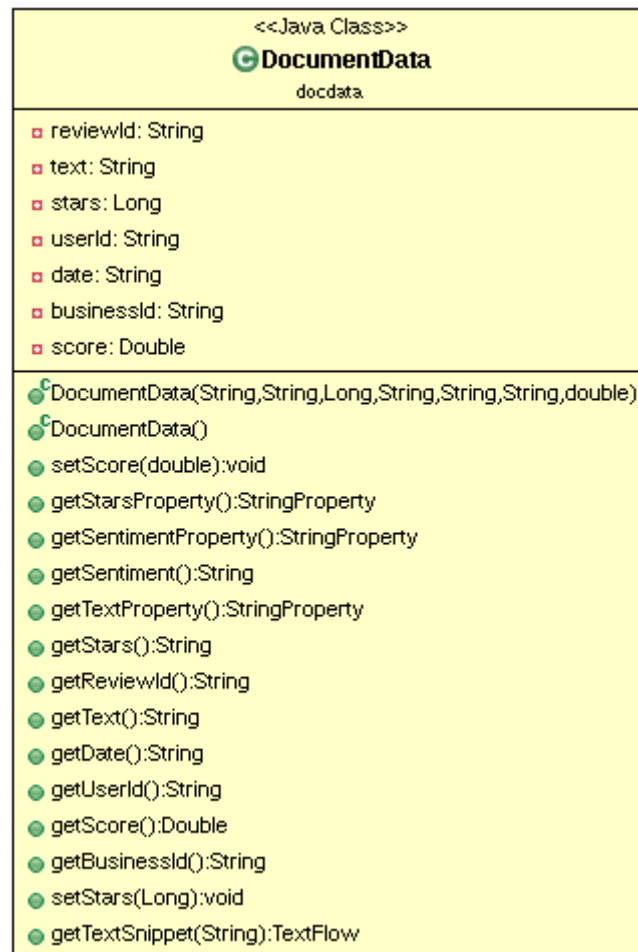 <<Java Class>>
C DocumentData
docdata
reviewId: String
text: String
stars: Long
userId: String
date: String
businessId: String
score: Double
C DocumentData(String,String,Long,String,String,String,double)
C DocumentData()
setScore(double):void
getStarsProperty():StringProperty
getSentimentProperty():StringProperty
getSentiment():String
getTextProperty():StringProperty
getStars():String
getReviewId():String
getText():String
getDate():String
getUserId():String
getScore():Double
getBusinessId():String
setStars(Long):void
getTextSnippet(String):TextFlow